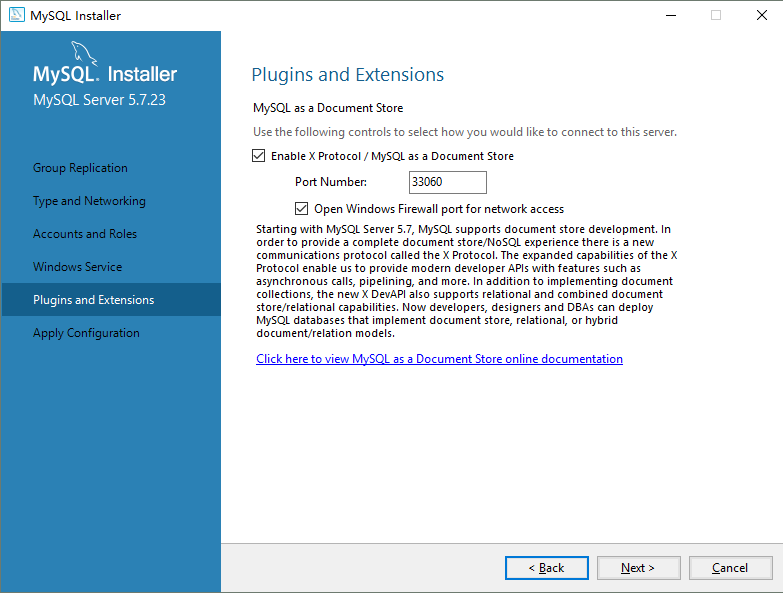 MySQL Installer
MySQL. Installer
MySQL Server 5.7.23
Group Replication
Type and Networking
Accounts and Roles
Windows Service
Plugins and Extensions
Apply Configuration
Plugins and Extensions
MySQL as a Document Store
Use the following controls to select how you would like to connect to this server.
Enable X Protocol / MySQL as a Document Store
Port Number: 33060
Open Windows Firewall port for network access
Starting with MySQL Server 5.7, MySQL supports document store development. In
order to provide a complete document store/NoSQL experience there is a new
communications protocol called the X Protocol. The expanded capabilities of the X
Protocol enable us to provide modern developer APIs with features such as
asynchronous calls, pipelining, and more. In addition to implementing document
collections, the new X DevAPI also supports relational and combined document
store/relational capabilities. Now developers, designers and DBAs can deploy
MySQL databases that implement document store, relational, or hybrid
document/relation models.
Click here to view MySQL as a Document Store online documentation
< Back
Next >
Cancel